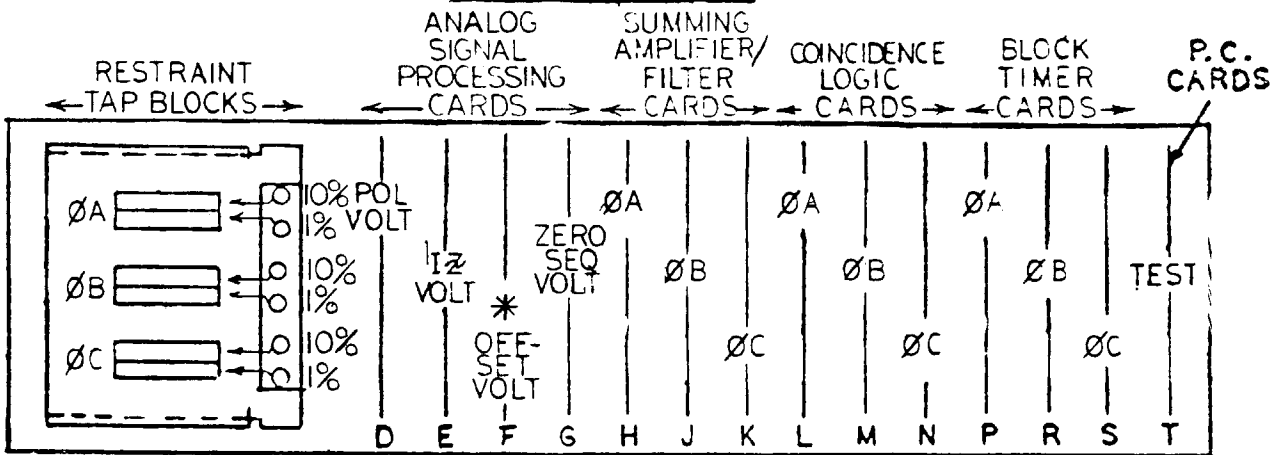 RESTRAINT
TAP BLOCKS
ANALOG
SIGNAL
PROCESSING
CARDS
SUMMING
AMPLIFIER/
FILTER
CARDS
COINCIDENCE
LOGIC
CARDS
BLOCK
TIMER
CARDS
P.C.
CARDS
ØA
10%
1%
ØB
10%
1%
ØC
10%
1%
POL
VOLT
IZ
VOLT
*
OFF-
SET
VOLT
ZERO
SEQ
VOLT
ØA
ØB
ØC
ØA
ØB
ØC
ØA
ØB
ØC
TEST
D E F G H J K L M N P R S T